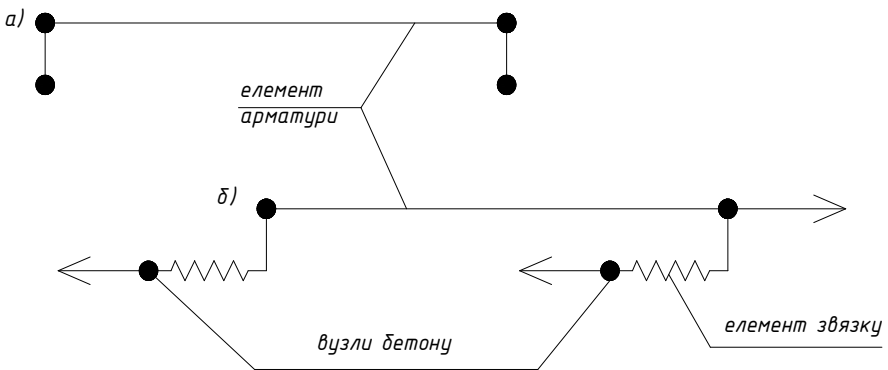 а)
елемент
арматури
б)
елемент звязку
вузли бетону